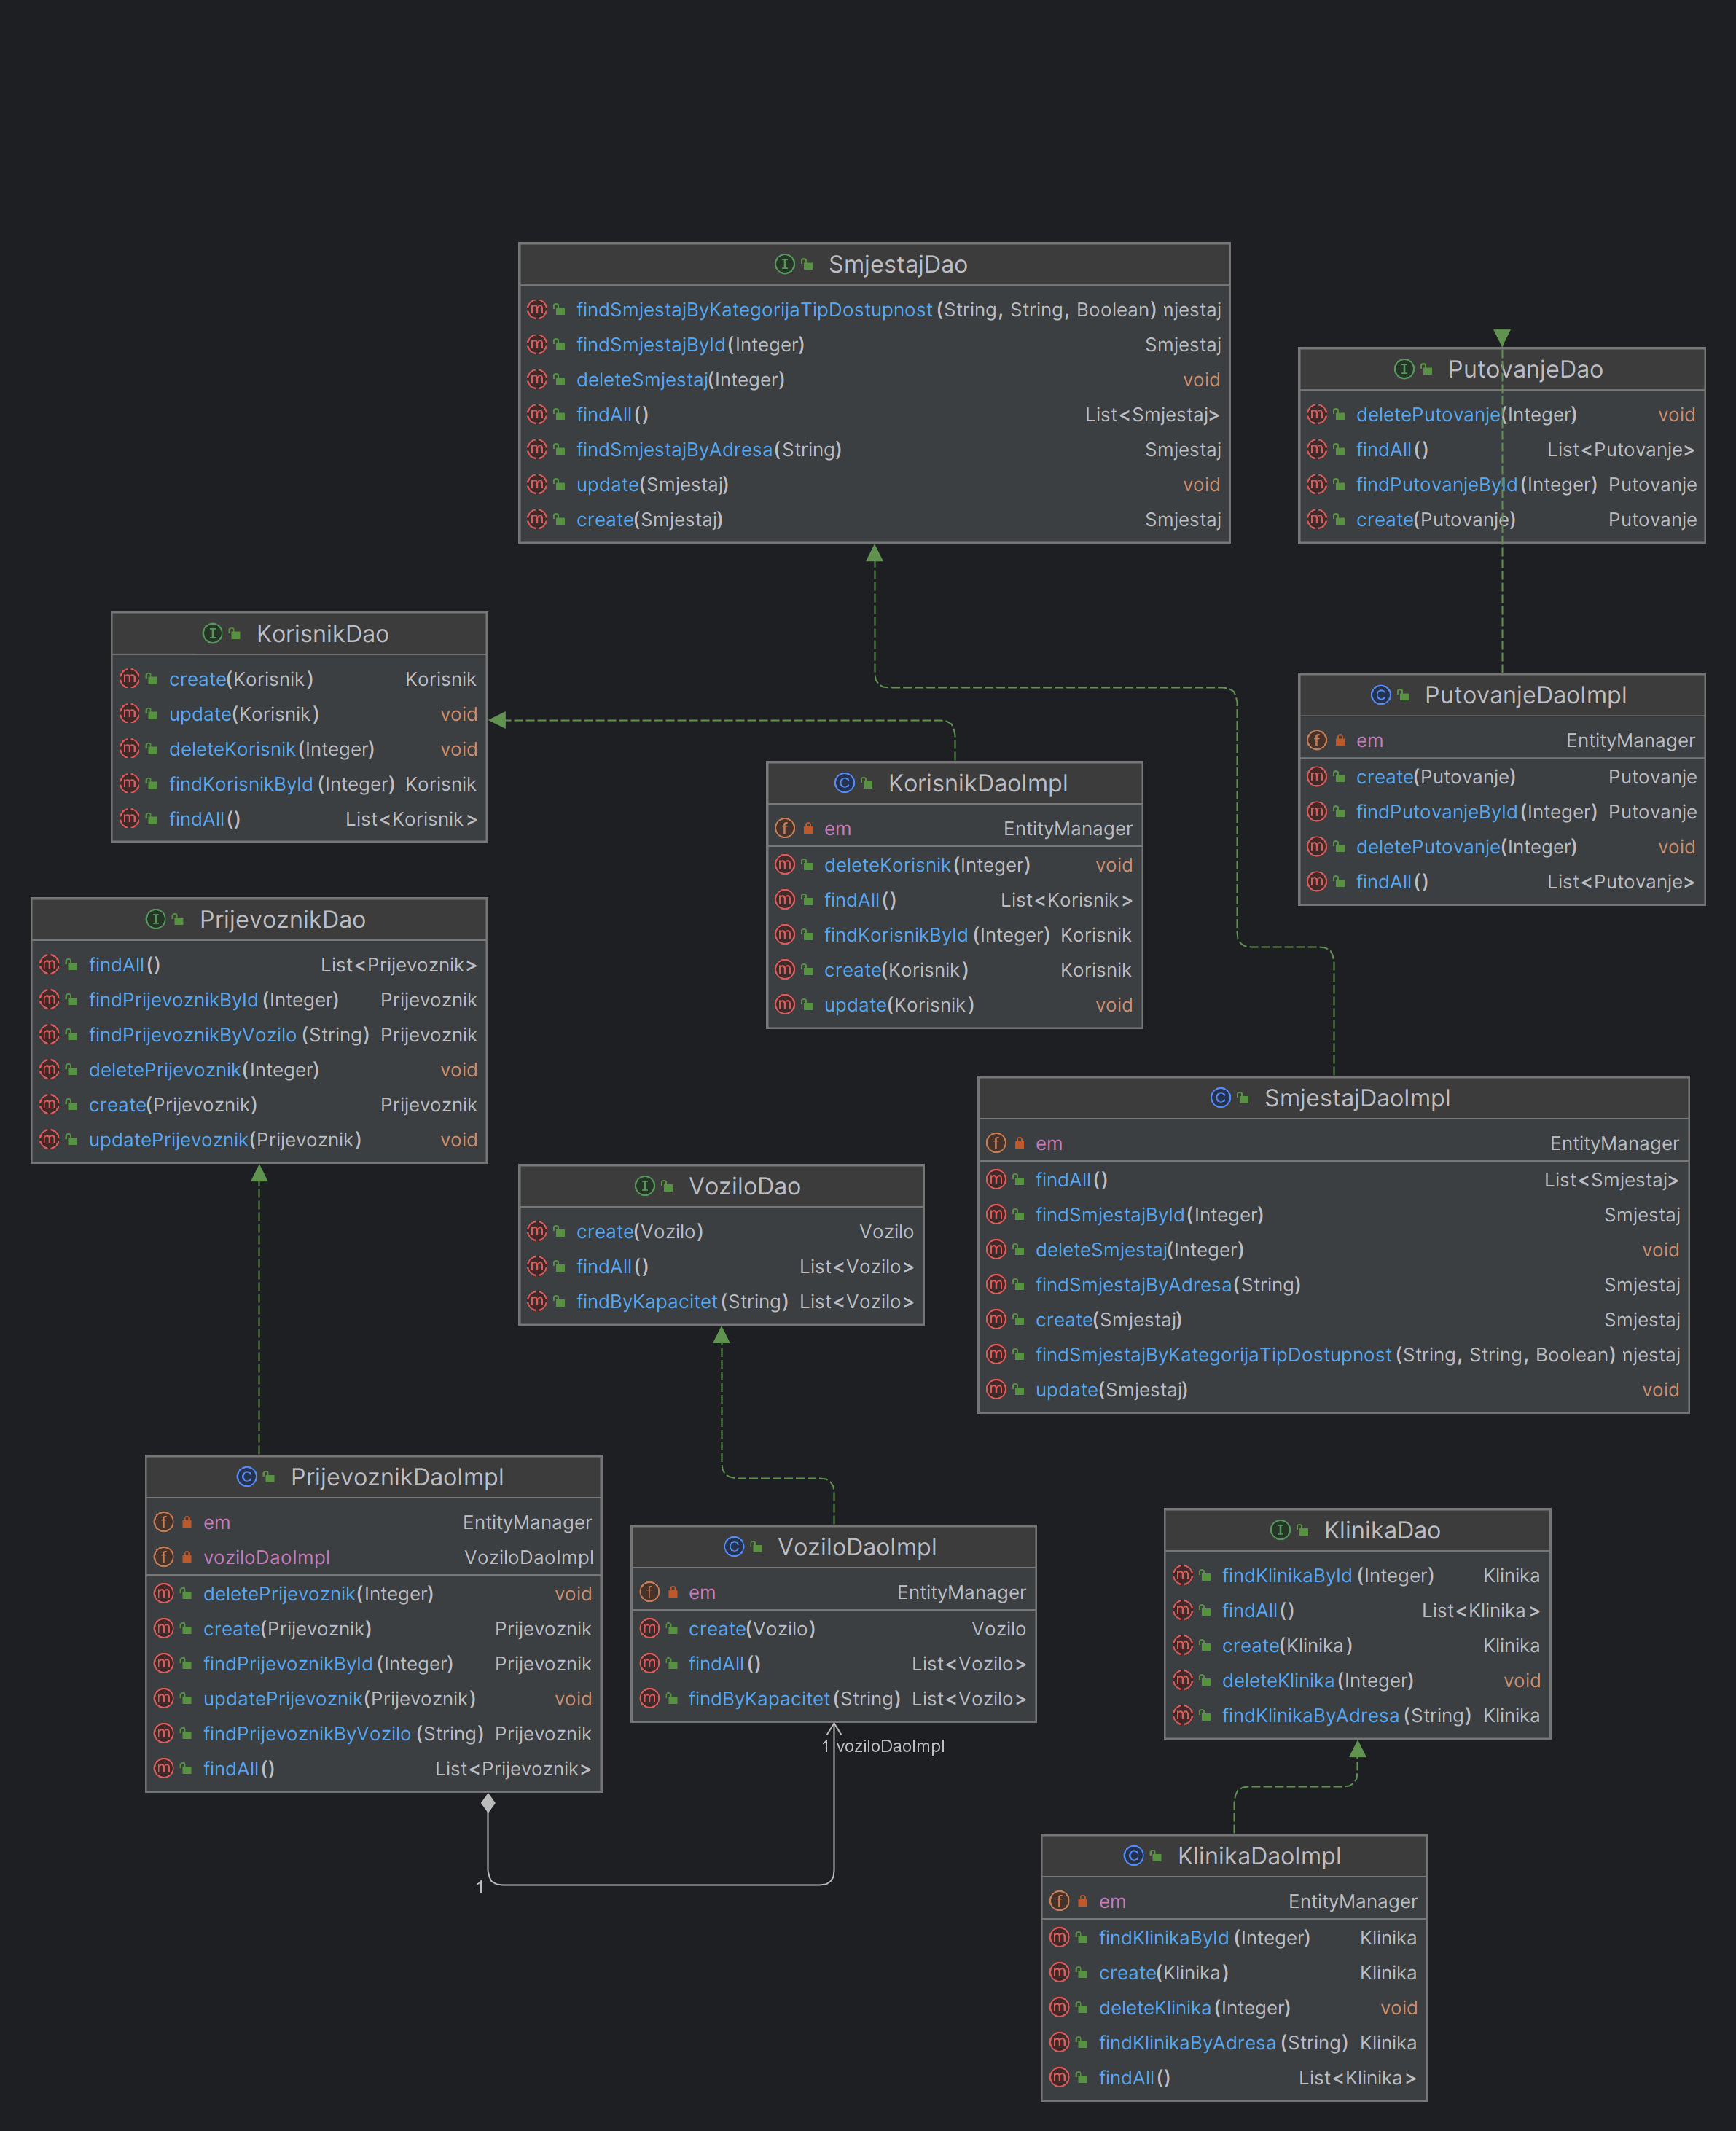 SmjestajDao
findSmjestajByKategorijaTipDostupnost(String, String, Boolean) njestaj
findSmjestajById(Integer) Smjestaj
deleteSmjestaj(Integer) void
findAll() List<Smjestaj>
findSmjestajByAdresa(String) Smjestaj
update(Smjestaj) void
create(Smjestaj) Smjestaj
PutovanjeDao
deletePutovanje(Integer) void
findAll() List<Putovanje>
findPutovanjeById(Integer) Putovanje
create(Putovanje) Putovanje
KorisnikDao
create(Korisnik) Korisnik
update(Korisnik) void
deleteKorisnik(Integer) void
findKorisnikById(Integer) Korisnik
findAll() List<Korisnik>
PutovanjeDaoImpl
em EntityManager
create(Putovanje) Putovanje
findPutovanjeById(Integer) Putovanje
deletePutovanje(Integer) void
findAll() List<Putovanje>
KorisnikDaoImpl
em EntityManager
deleteKorisnik(Integer) void
findAll() List<Korisnik>
findKorisnikById(Integer) Korisnik
create(Korisnik) Korisnik
update(Korisnik) void
PrijevoznikDao
findAll() List<Prijevoznik>
findPrijevoznikById(Integer) Prijevoznik
findPrijevoznikByVozilo(String) Prijevoznik
deletePrijevoznik(Integer) void
create(Prijevoznik) Prijevoznik
updatePrijevoznik(Prijevoznik) void
SmjestajDaoImpl
em EntityManager
findAll() List<Smjestaj>
findSmjestajById(Integer) Smjestaj
deleteSmjestaj(Integer) void
findSmjestajByAdresa(String) Smjestaj
create(Smjestaj) Smjestaj
findSmjestajByKategorijaTipDostupnost(String, String, Boolean) njestaj
update(Smjestaj) void
VoziloDao
create(Vozilo) Vozilo
findAll() List<Vozilo>
findByKapacitet(String) List<Vozilo>
PrijevoznikDaoImpl
em EntityManager
voziloDaoImpl VoziloDaoImpl
deletePrijevoznik(Integer) void
create(Prijevoznik) Prijevoznik
findPrijevoznikById(Integer) Prijevoznik
updatePrijevoznik(Prijevoznik) void
findPrijevoznikByVozilo(String) Prijevoznik
findAll() List<Prijevoznik>
VoziloDaoImpl
em EntityManager
create(Vozilo) Vozilo
findAll() List<Vozilo>
findByKapacitet(String) List<Vozilo>
1 voziloDaoImpl
1
KlinikaDao
findKlinikaById(Integer) Klinika
findAll() List<Klinika>
create(Klinika) Klinika
deleteKlinika(Integer) void
findKlinikaByAdresa(String) Klinika
KlinikaDaoImpl
em EntityManager
findKlinikaById(Integer) Klinika
create(Klinika) Klinika
deleteKlinika(Integer) void
findKlinikaByAdresa(String) Klinika
findAll() List<Klinika>